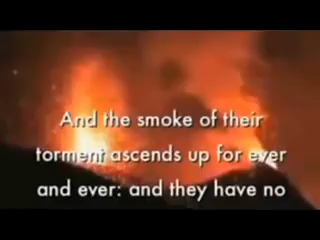 And the smoke of their
torment ascends up for ever
and ever: and they have no